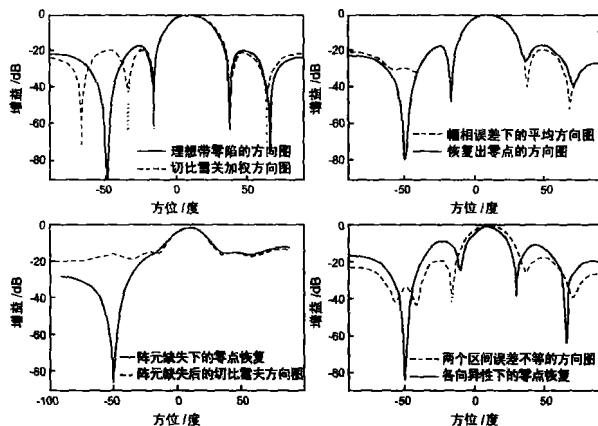 0
-20
-40
-60
-80
增益/dB
-50
0
50
方位/度
理想带零陷的方向图
切比雪夫加权方向图
0
-20
-40
-60
-80
增益/dB
-50
0
50
方位/度
幅相误差下的平均方向图
恢复出零点的方向图
0
-20
-40
-60
-80
增益/dB
-100
-50
0
50
方位/度
阵元缺失下的零点恢复
阵元缺失后的切比雪夫方向图
0
-20
-40
-60
-80
增益/dB
-50
0
50
方位/度
两个区间误差不等的方向图
各向异性下的零点恢复